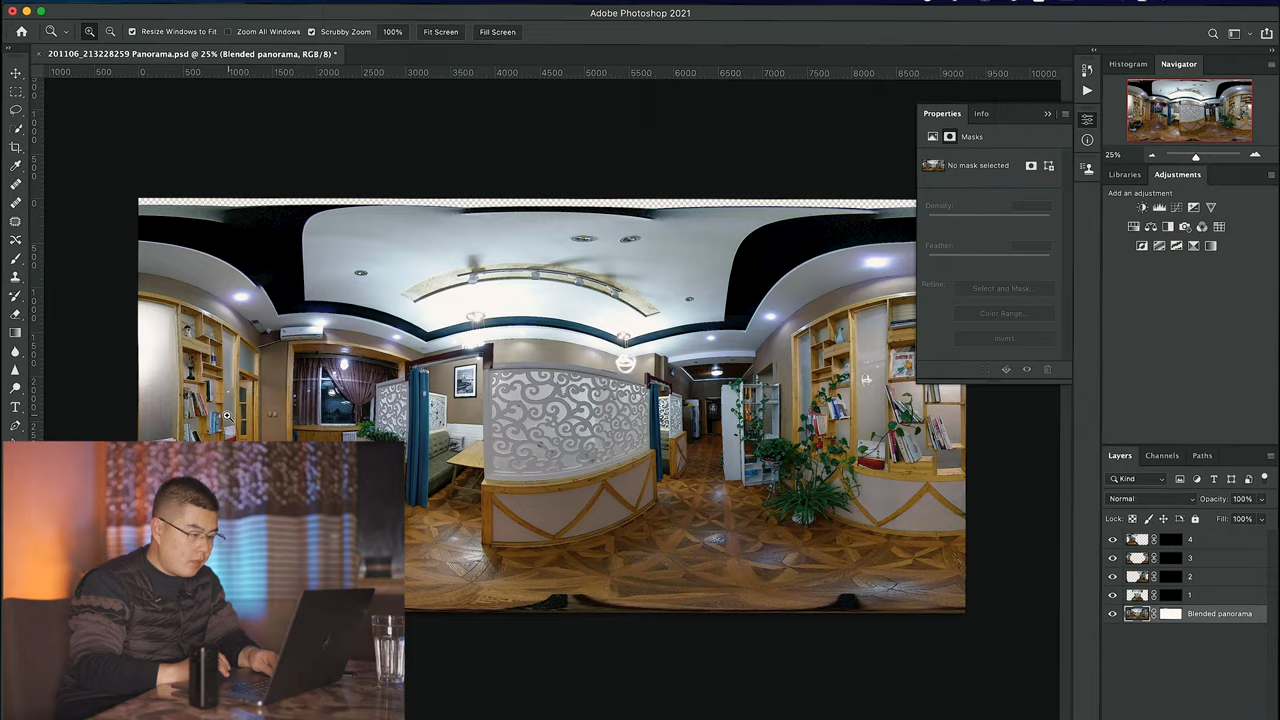 Adobe Photoshop 2021
Resize Windows to Fit
Zoom All Windows
Scrubby Zoom
100%
Fit Screen
Fill Screen
201106_213228259 Panorama.psd @ 25% (Blended panorama, RGB/8) *
1000 500 0 500 1000 1500 2000 2500 3000 3500 4000 4500 5000 5500 6000 6500 7000 7500 8000 8500 9000 9500 10000
Histogram
Navigator
25%
Properties
Info
Masks
No mask selected
Density:
Feather:
Refine:
Select and Mask...
Color Range...
Invert
Libraries
Adjustments
Add an adjustment
Layers
Channels
Paths
Kind
Normal
Opacity: 100%
Lock:
Fill: 100%
4
3
2
1
Blended panorama